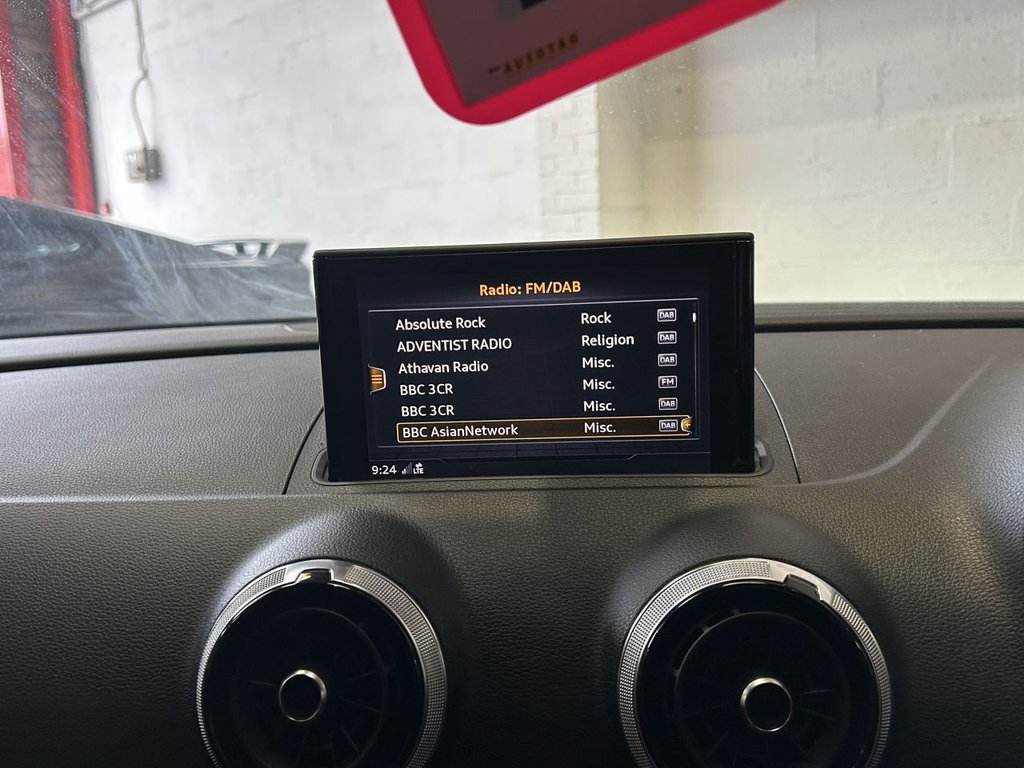 AUTOTAG
Radio: FM/DAB
Absolute Rock Rock DAB
ADVENTIST RADIO Religion DAB
Athavan Radio Misc. DAB
BBC 3CR Misc. FM
BBC 3CR Misc. DAB
BBC AsianNetwork Misc. DAB
9:24 LTE